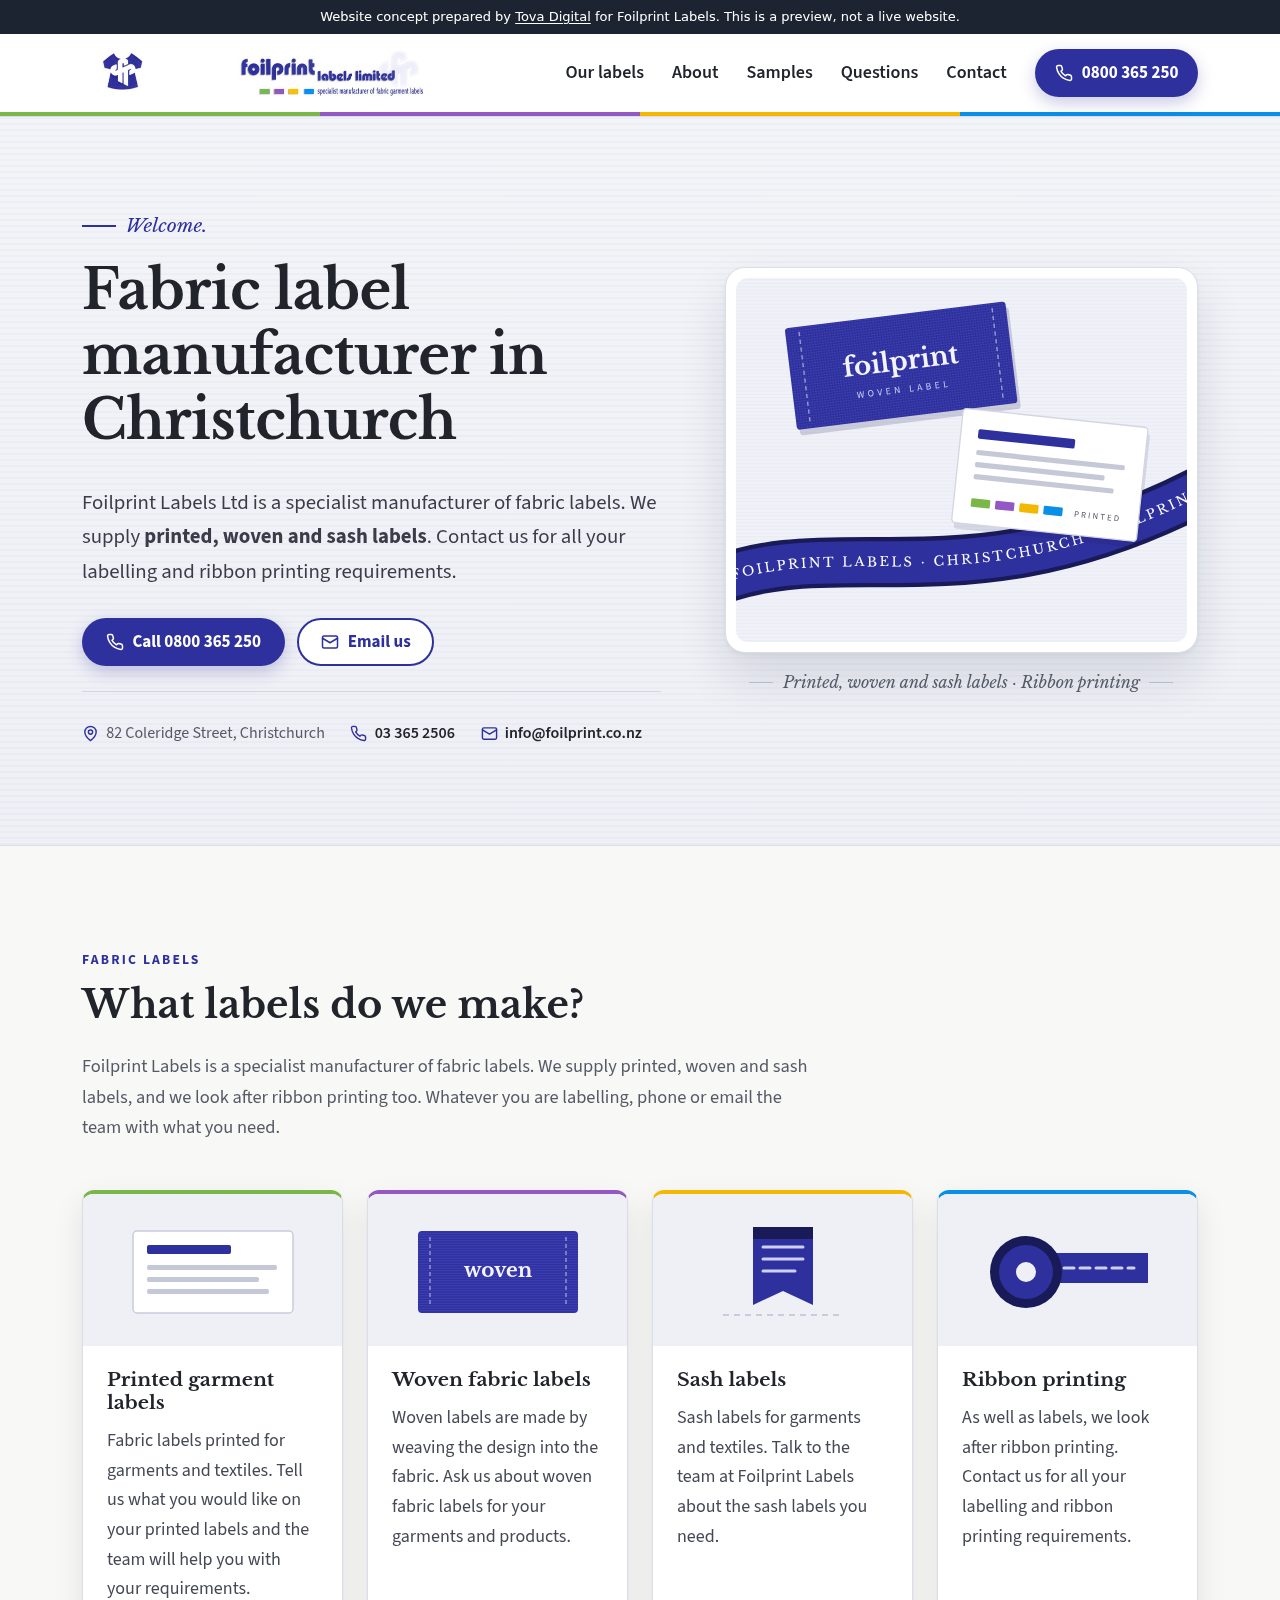 Website concept prepared by Tova Digital for Foilprint Labels. This is a preview, not a live website.
foilprint labels limited
specialist manufacturer of fabric garment labels
Our labels
About
Samples
Questions
Contact
0800 365 250
Welcome.
Fabric label
manufacturer in
Christchurch
Foilprint Labels Ltd is a specialist manufacturer of fabric labels. We
supply printed, woven and sash labels. Contact us for all your
labelling and ribbon printing requirements.
Call 0800 365 250
Email us
82 Coleridge Street, Christchurch
03 365 2506
info@foilprint.co.nz
foilprint
WOVEN LABEL
PRINTED
FOILPRINT LABELS · CHRISTCHURCH
LPRIN
Printed, woven and sash labels · Ribbon printing
FABRIC LABELS
What labels do we make?
Foilprint Labels is a specialist manufacturer of fabric labels. We supply printed, woven and sash
labels, and we look after ribbon printing too. Whatever you are labelling, phone or email the
team with what you need.
Printed garment
labels
Fabric labels printed for
garments and textiles. Tell
us what you would like on
your printed labels and the
team will help you with
your requirements.
woven
Woven fabric labels
Woven labels are made by
weaving the design into the
fabric. Ask us about woven
fabric labels for your
garments and products.
Sash labels
Sash labels for garments
and textiles. Talk to the
team at Foilprint Labels
about the sash labels you
need.
Ribbon printing
As well as labels, we look
after ribbon printing.
Contact us for all your
labelling and ribbon
printing requirements.